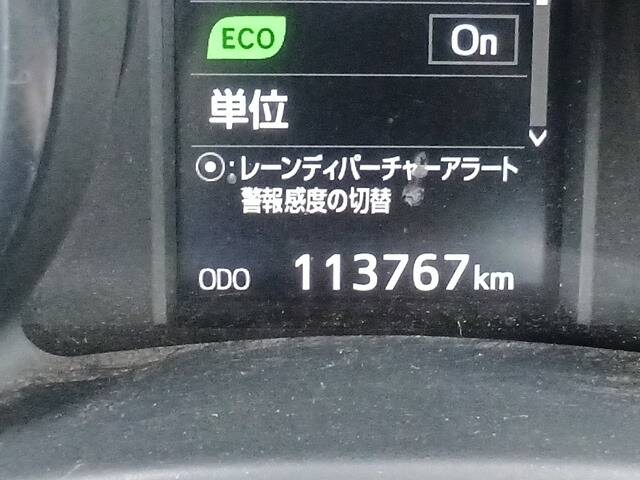 ECO On
単位
◉:レーンディパーチャーアラート
警報感度の切替
ODO 113767km